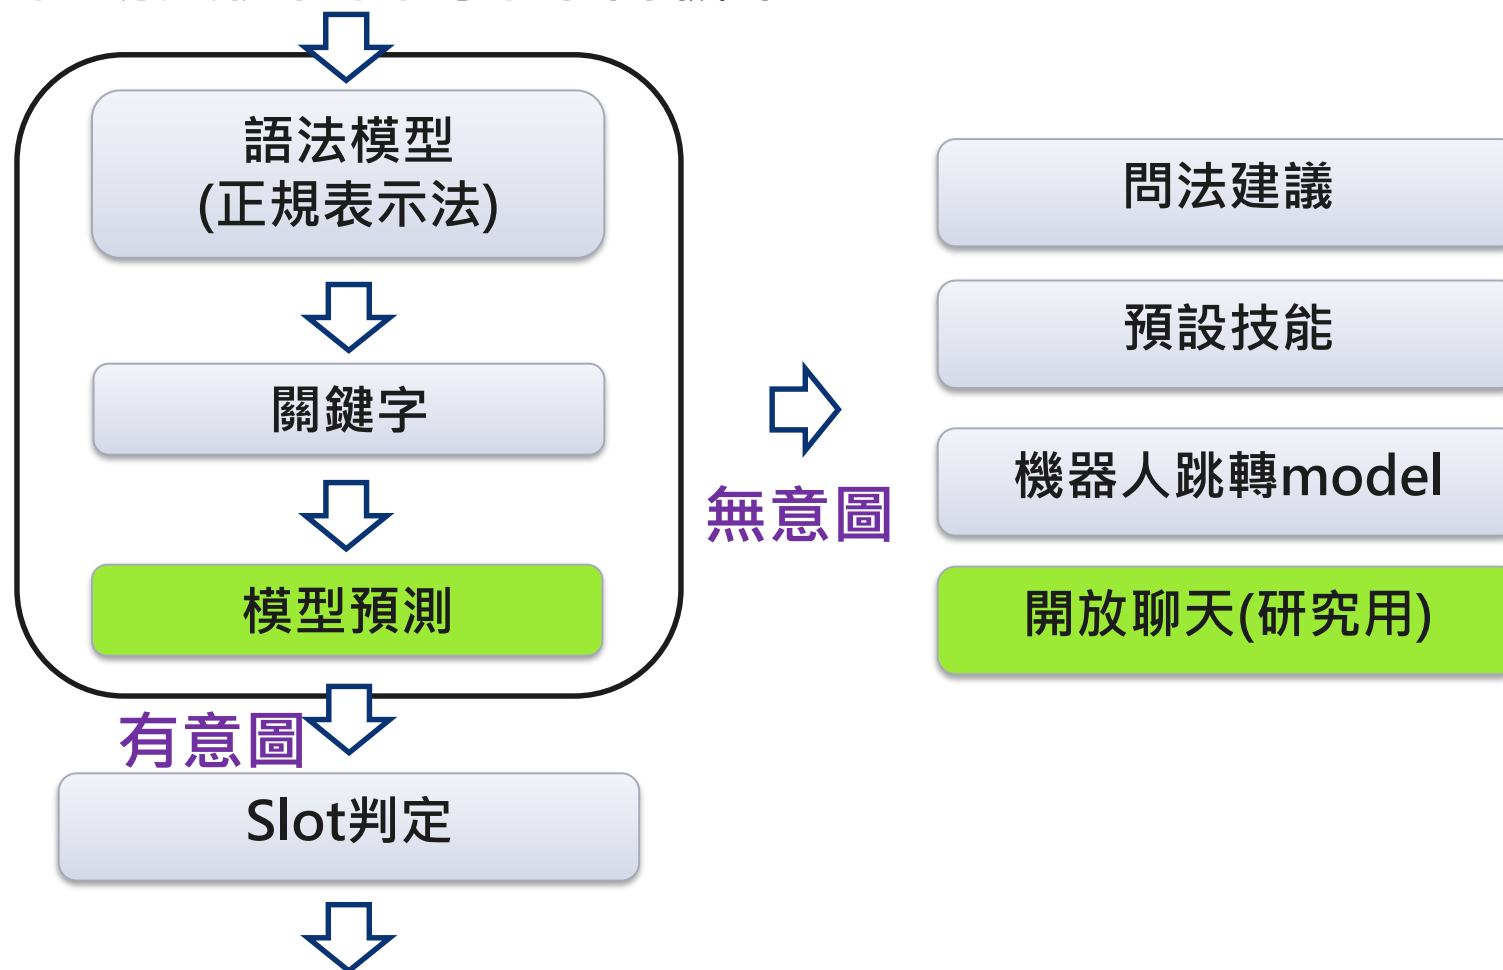 語法模型
(正規表示法)
關鍵字
模型預測
有意圖
Slot判定
無意圖
問法建議
預設技能
機器人跳轉model
開放聊天(研究用)